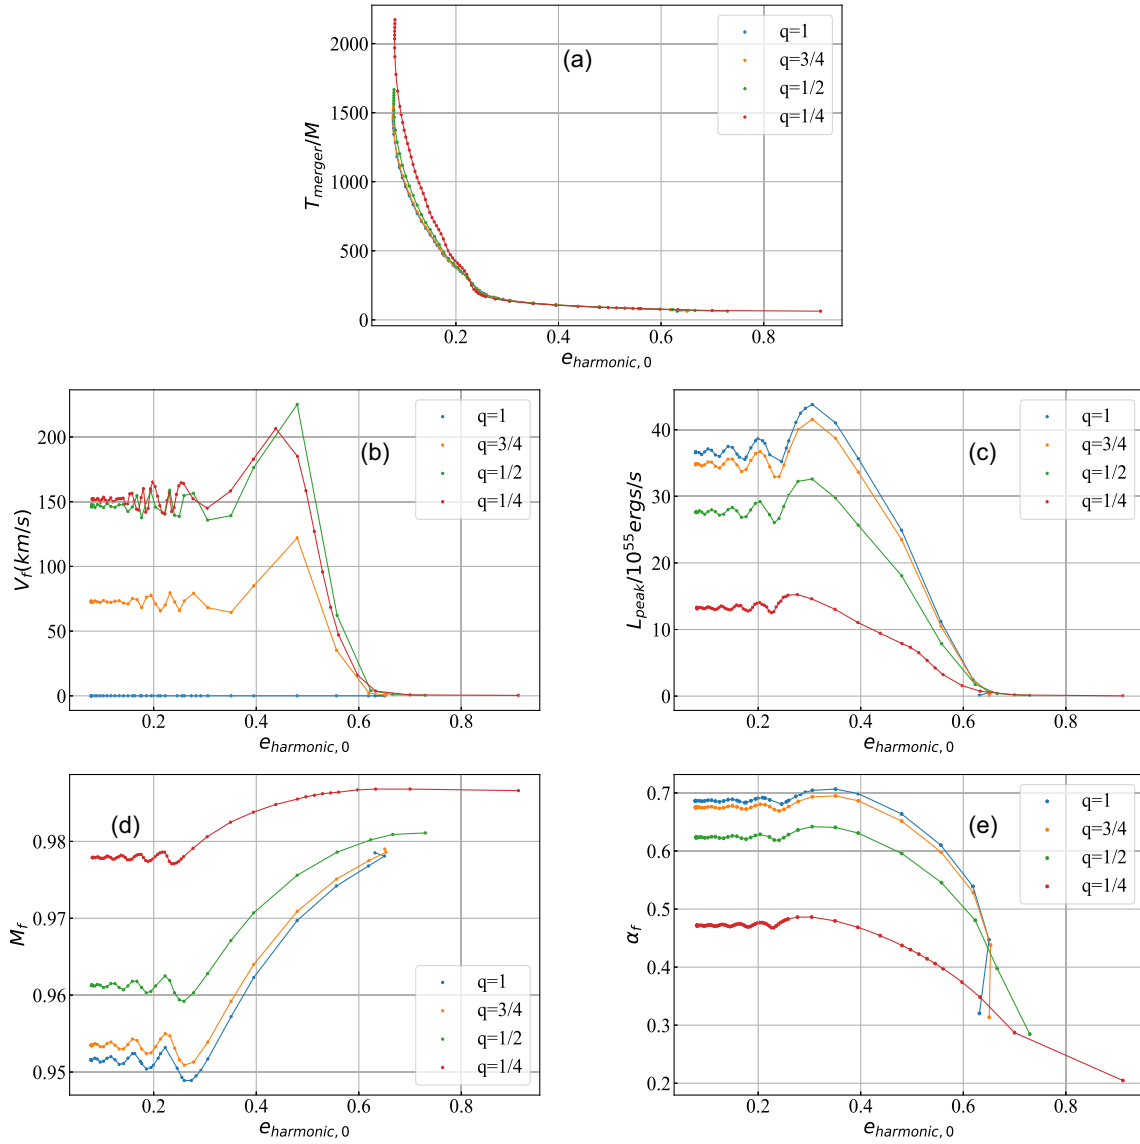 (a)
q=1
q=3/4
q=1/2
q=1/4
T_merger/M
2000
1500
1000
500
0
0.2 0.4 0.6 0.8
e_harmonic, 0
(b)
q=1
q=3/4
q=1/2
q=1/4
V_f(km/s)
200
150
100
50
0
0.2 0.4 0.6 0.8
e_harmonic, 0
(c)
q=1
q=3/4
q=1/2
q=1/4
L_peak/10^55 ergs/s
40
30
20
10
0
0.2 0.4 0.6 0.8
e_harmonic, 0
(d)
q=1
q=3/4
q=1/2
q=1/4
M_f
0.98
0.97
0.96
0.95
0.2 0.4 0.6 0.8
e_harmonic, 0
(e)
q=1
q=3/4
q=1/2
q=1/4
α_f
0.7
0.6
0.5
0.4
0.3
0.2
0.2 0.4 0.6 0.8
e_harmonic, 0